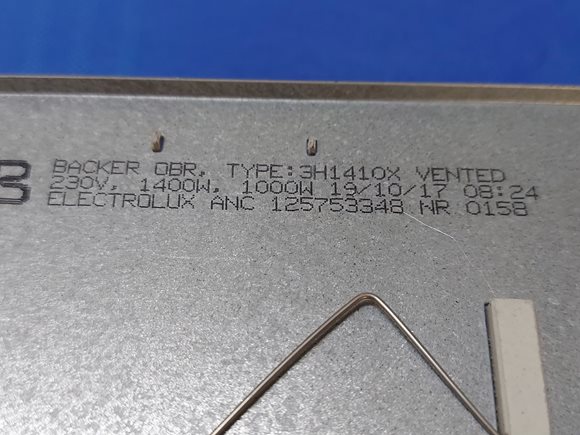 BACKER OBR, TYPE:3H1410X VENTED
230V, 1400W, 1000W 19/10/17 08:24
ELECTROLUX ANC 125753348 NR 0158